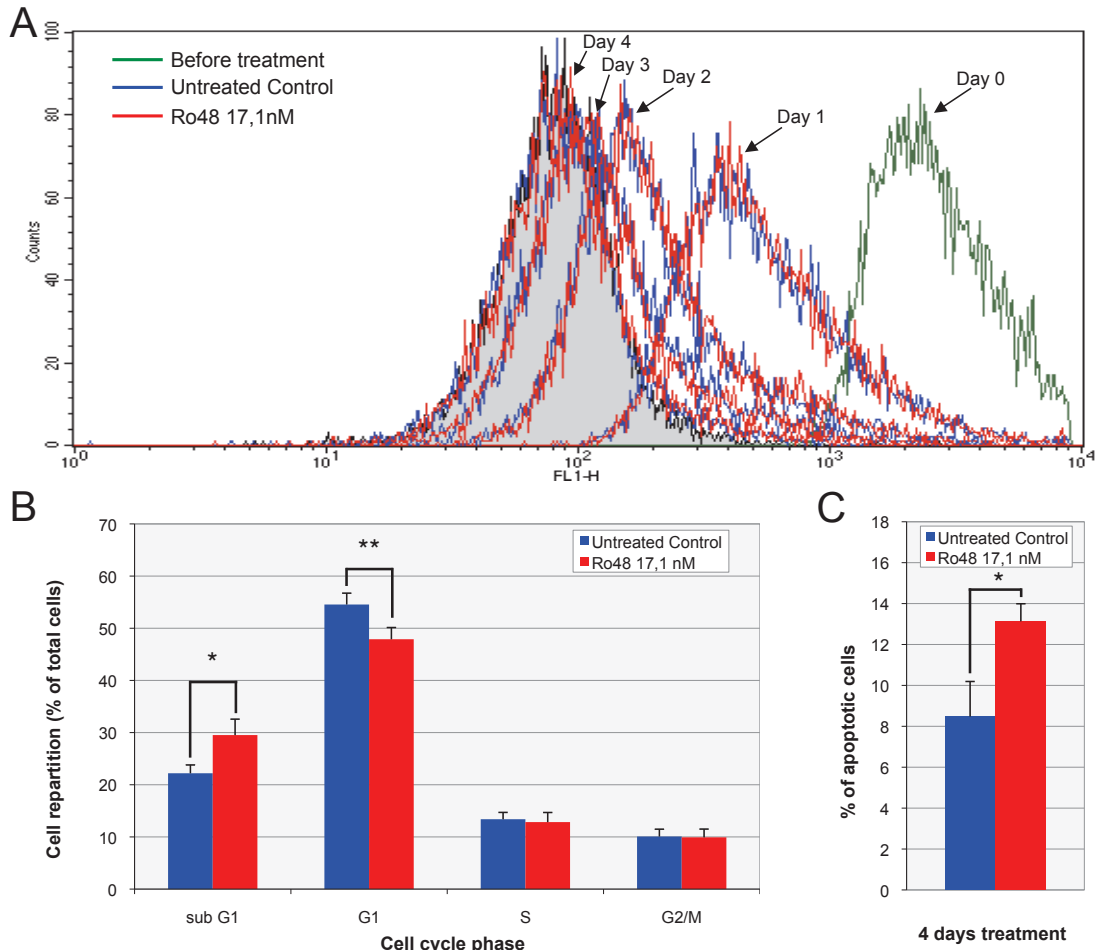 A
Before treatment
Untreated Control
Ro48 17,1nM
Day 4
Day 3
Day 2
Day 1
Day 0
Counts
100
80
60
40
20
0
10^0
10^1
10^2
10^3
10^4
FL1-H
B
Cell repartition (% of total cells)
70
60
50
40
30
20
10
0
Untreated Control
Ro48 17,1 nM
*
**
sub G1
G1
S
G2/M
Cell cycle phase
C
% of apoptotic cells
18
16
14
12
10
8
6
4
2
0
Untreated Control
Ro48 17,1 nM
*
4 days treatment